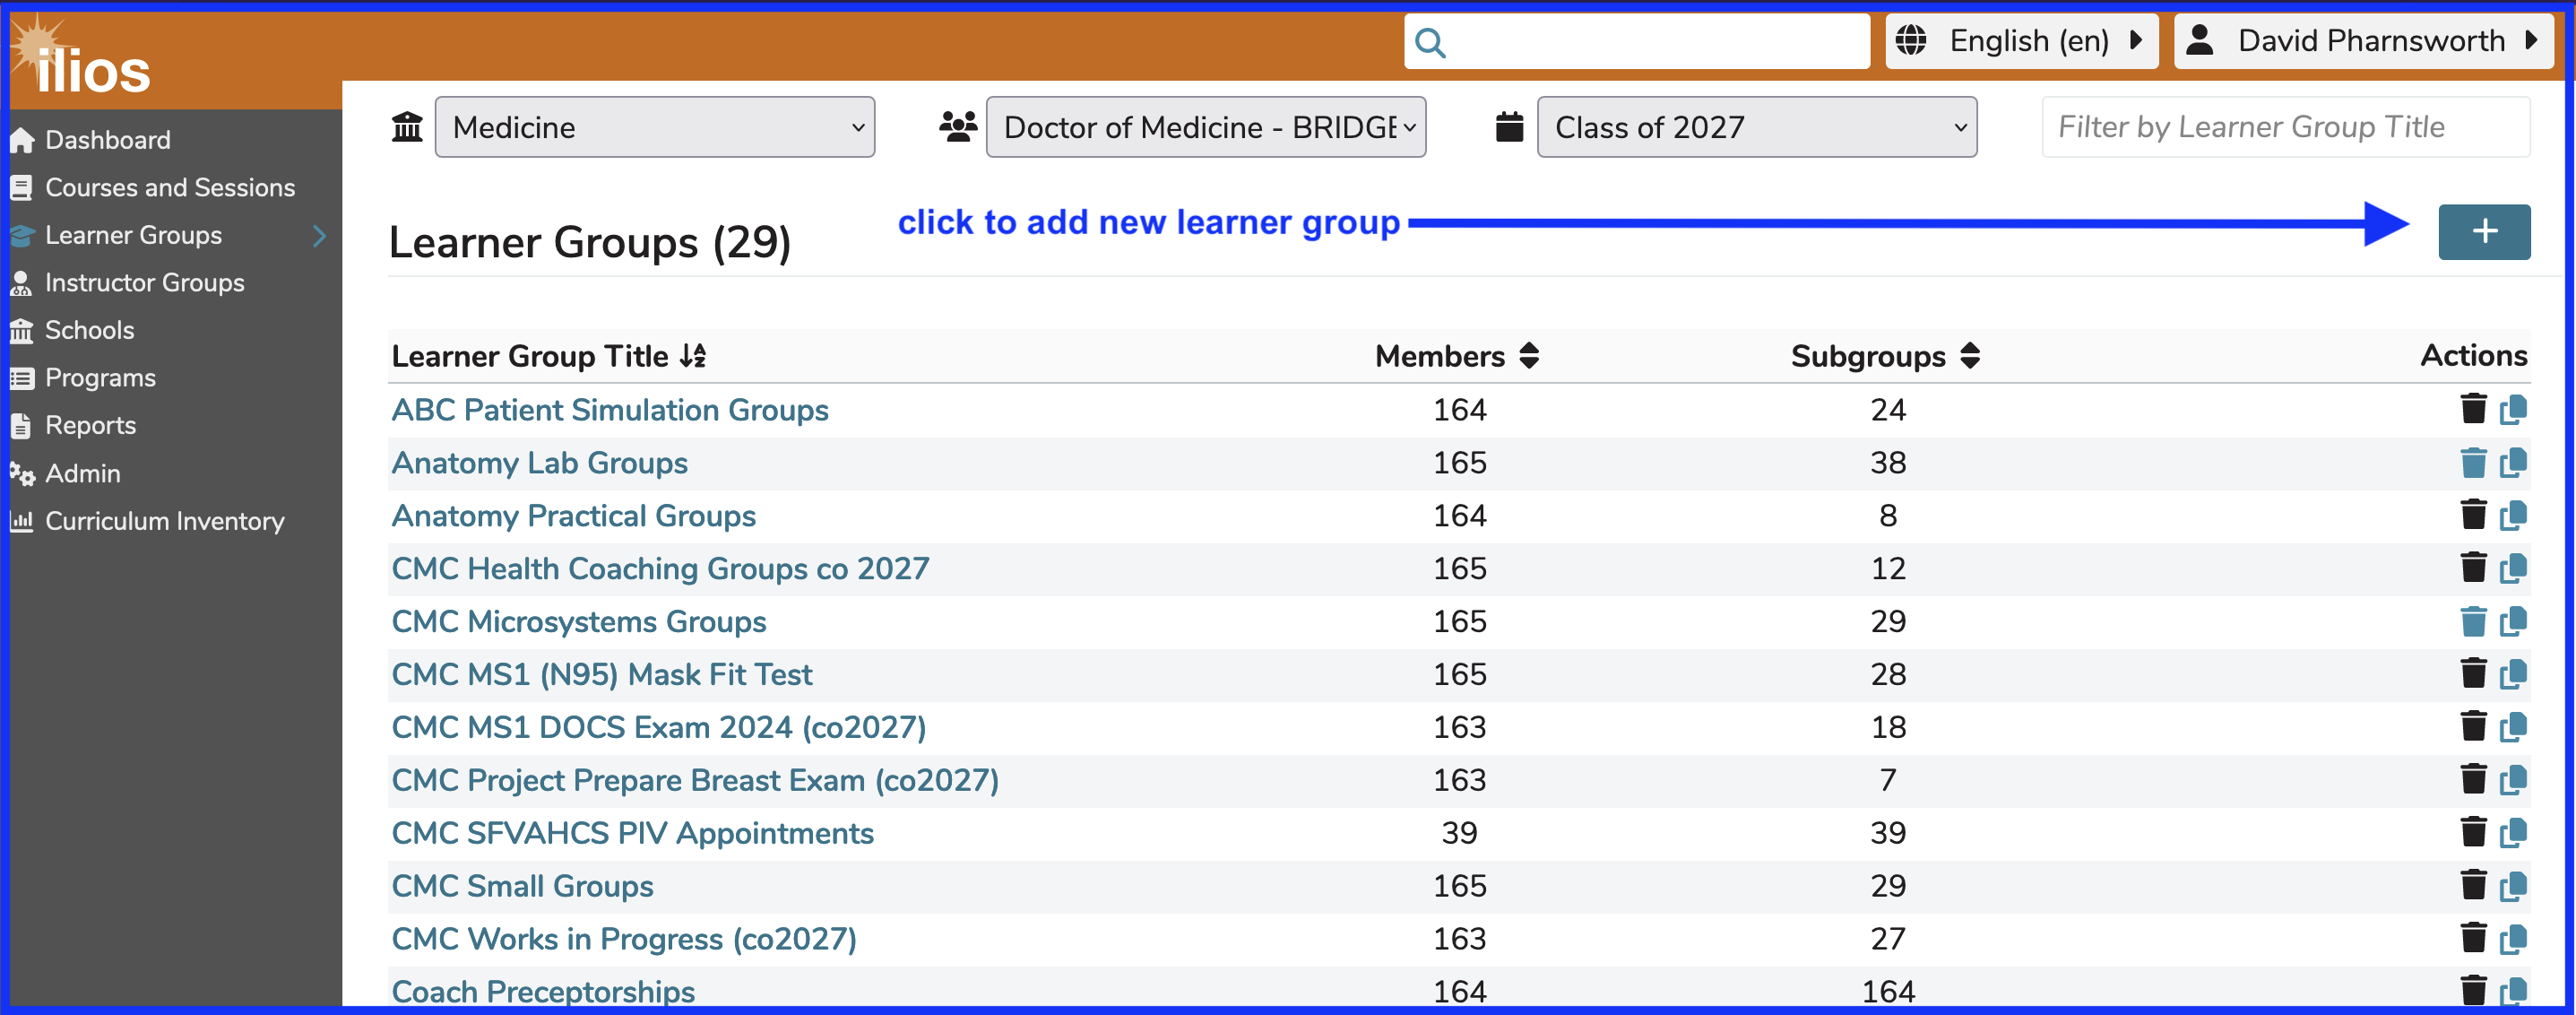 ilios
English (en)
David Pharnsworth
Dashboard
Courses and Sessions
Learner Groups
Instructor Groups
Schools
Programs
Reports
Admin
Curriculum Inventory
Medicine
Doctor of Medicine - BRIDGE
Class of 2027
Filter by Learner Group Title
Learner Groups (29)
click to add new learner group
+
Learner Group Title Members Subgroups Actions
ABC Patient Simulation Groups 164 24
Anatomy Lab Groups 165 38
Anatomy Practical Groups 164 8
CMC Health Coaching Groups co 2027 165 12
CMC Microsystems Groups 165 29
CMC MS1 (N95) Mask Fit Test 165 28
CMC MS1 DOCS Exam 2024 (co2027) 163 18
CMC Project Prepare Breast Exam (co2027) 163 7
CMC SFVAHCS PIV Appointments 39 39
CMC Small Groups 165 29
CMC Works in Progress (co2027) 163 27
Coach Preceptorships 164 164